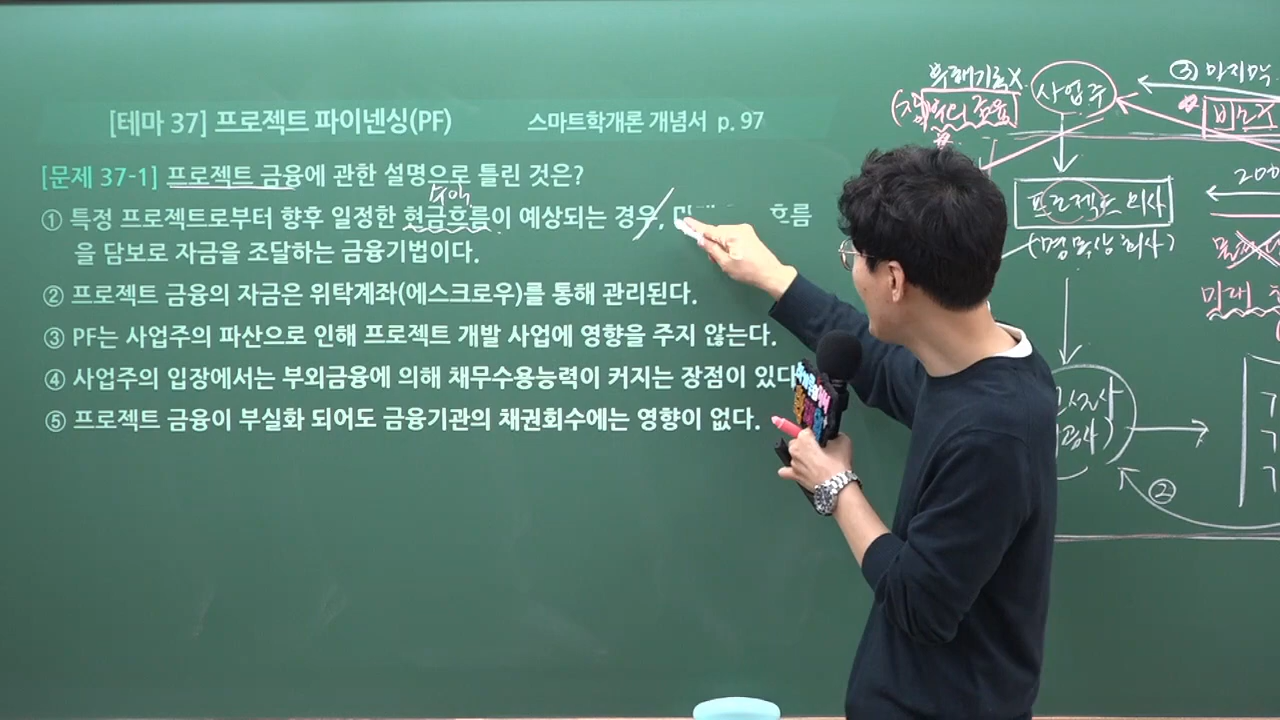 [테마 37] 프로젝트 파이넨싱(PF) 스마트학개론 개념서 p. 97
[문제 37-1] 프로젝트 금융에 관한 설명으로 틀린 것은?
수익
① 특정 프로젝트로부터 향후 일정한 현금흐름이 예상되는 경우, 흐름
을 담보로 자금을 조달하는 금융기법이다.
② 프로젝트 금융의 자금은 위탁계좌(에스크로우)를 통해 관리된다.
③ PF는 사업주의 파산으로 인해 프로젝트 개발 사업에 영향을 주지 않는다.
④ 사업주의 입장에서는 부외금융에 의해 채무수용능력이 커지는 장점이 있다
⑤ 프로젝트 금융이 부실화 되어도 금융기관의 채권회수에는 영향이 없다.
부채기록X
사업주
③ 마지막
프로젝트 회사
(명목상 회사)
미래
②